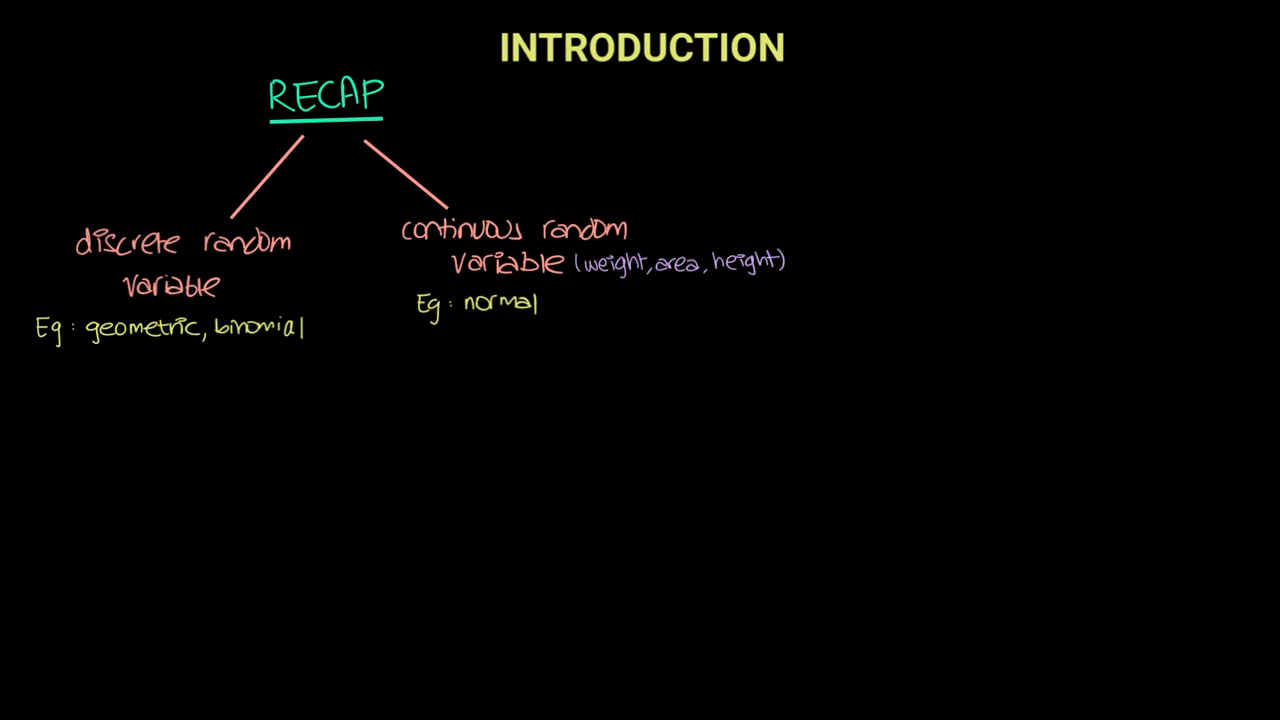 INTRODUCTION
RECAP
discrete random
variable
Eg : geometric, binomial
continuous random
variable (weight, area, height)
Eg : normal